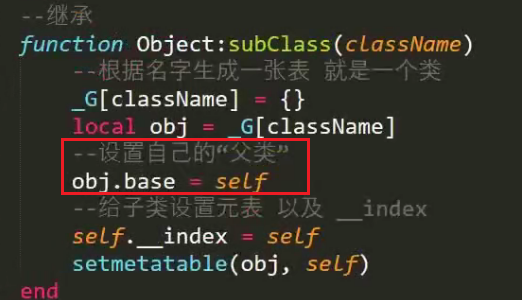 --继承
function Object:subClass(className)
--根据名字生成一张表 就是一个类
_G[className] = {}
local obj = _G[className]
--设置自己的“父类”
obj.base = self
--给子类设置元表 以及 __index
self.__index = self
setmetatable(obj, self)
end